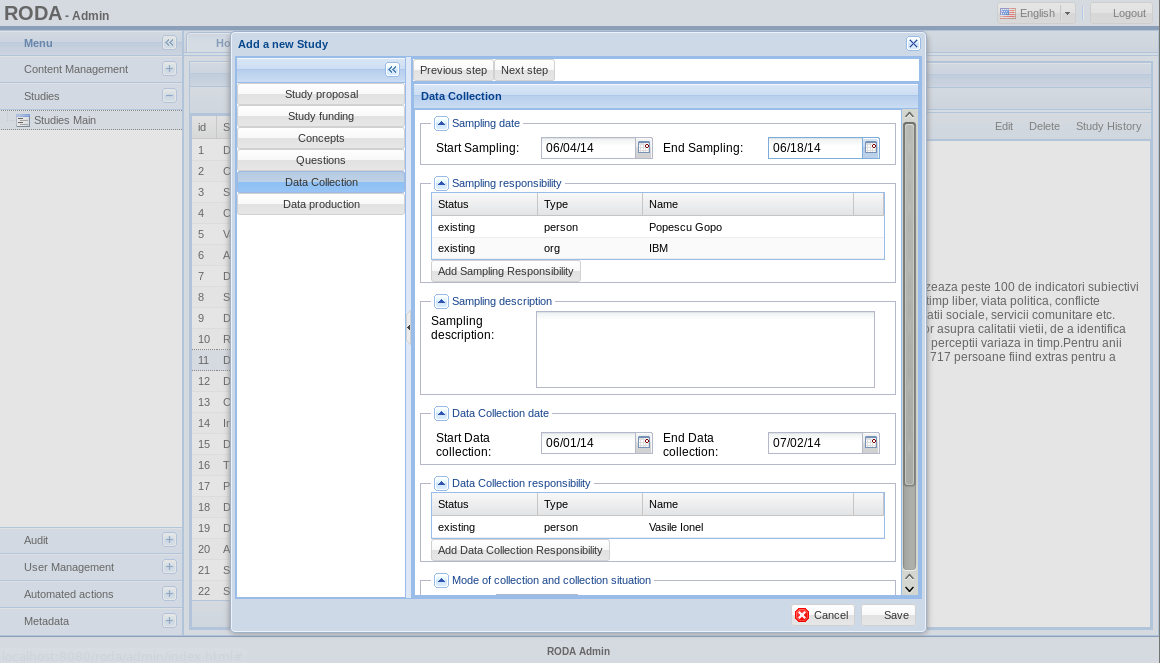 RODA - Admin
English
Logout
Menu
Content Management
Studies
Studies Main
Audit
User Management
Automated actions
Metadata
Ho
Edit Delete Study History
id S
1 D
2 C
3 S
4 C
5 V
6 A
7 D
8 S
9 D
10 R
11 D
12 D
13 C
14 In
15 D
16 T
17 P
18 D
19 D
20 A
21 S
22 S
zeaza peste 100 de indicatori subiectivi
timp liber, viata politica, conflicte
atii sociale, servicii comunitare etc.
or asupra calitatii vietii, de a identifica
perceptii variaza in timp.Pentru anii
717 persoane fiind extras pentru a
Add a new Study
Study proposal
Study funding
Concepts
Questions
Data Collection
Data production
Previous step Next step
Data Collection
Sampling date
Start Sampling: 06/04/14 End Sampling: 06/18/14
Sampling responsibility
Status Type Name
existing person Popescu Gopo
existing org IBM
Add Sampling Responsibility
Sampling description
Sampling
description:
Data Collection date
Start Data
collection: 06/01/14
End Data
collection: 07/02/14
Data Collection responsibility
Status Type Name
existing person Vasile Ionel
Add Data Collection Responsibility
Mode of collection and collection situation
Cancel Save
RODA Admin